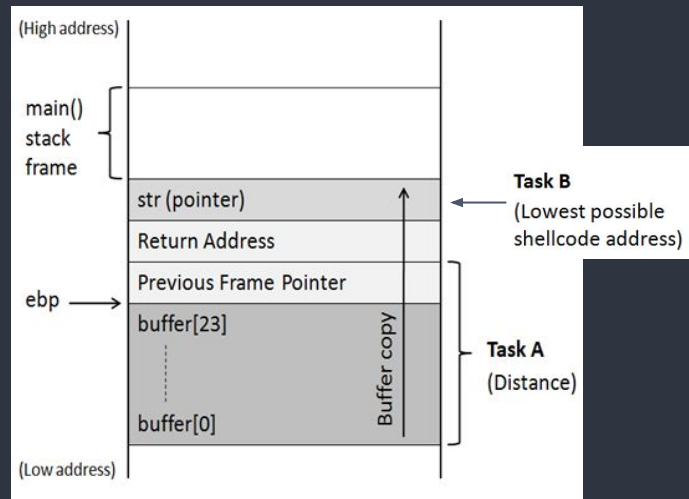 (High address)
main()
stack
frame
str (pointer)
Return Address
Previous Frame Pointer
ebp
buffer[23]
buffer[0]
Buffer copy
(Low address)
Task B
(Lowest possible
shellcode address)
Task A
(Distance)